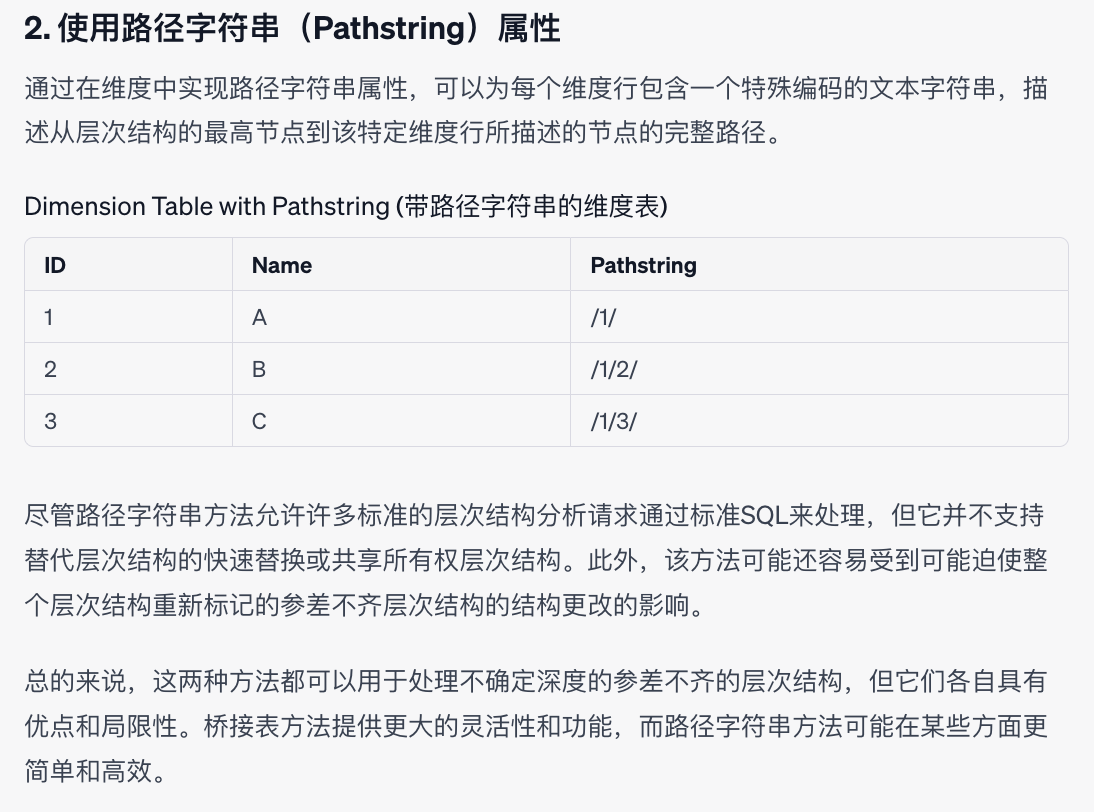 2. 使用路径字符串（Pathstring）属性
通过在维度中实现路径字符串属性，可以为每个维度行包含一个特殊编码的文本字符串，描
述从层次结构的最高节点到该特定维度行所描述的节点的完整路径。
Dimension Table with Pathstring (带路径字符串的维度表)
ID Name Pathstring
1 A /1/
2 B /1/2/
3 C /1/3/
尽管路径字符串方法允许许多标准的层次结构分析请求通过标准SQL来处理，但它并不支持
替代层次结构的快速替换或共享所有权层次结构。此外，该方法可能还容易受到可能迫使整
个层次结构重新标记的参差不齐层次结构的结构更改的影响。
总的来说，这两种方法都可以用于处理不确定深度的参差不齐的层次结构，但它们各自具有
优点和局限性。桥接表方法提供更大的灵活性和功能，而路径字符串方法可能在某些方面更
简单和高效。